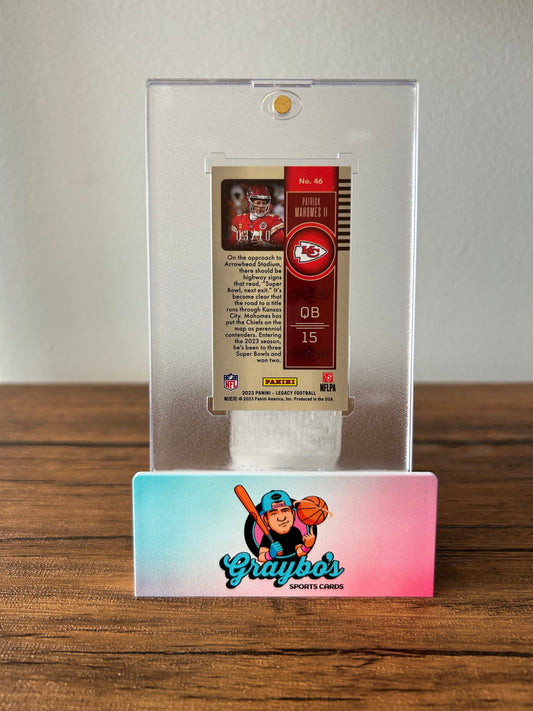 No. 46
PATRICK
MAHOMES II
KC
On the approach to
Arrowhead Stadium,
there should be
highway signs
that read, "Super
Bowl, next exit." It's
become clear that
the road to a title
runs through Kansas
City. Mahomes has
put the Chiefs on the
map as perennial
contenders. Entering
the 2023 season,
he's been to three
Super Bowls and
won two.
QB
15
NFL
PANINI
NFLPA
2023 PANINI – LEGACY FOOTBALL
© 2023 Panini America, Inc. Produced in the USA.
Graybo's
SPORTS CARDS